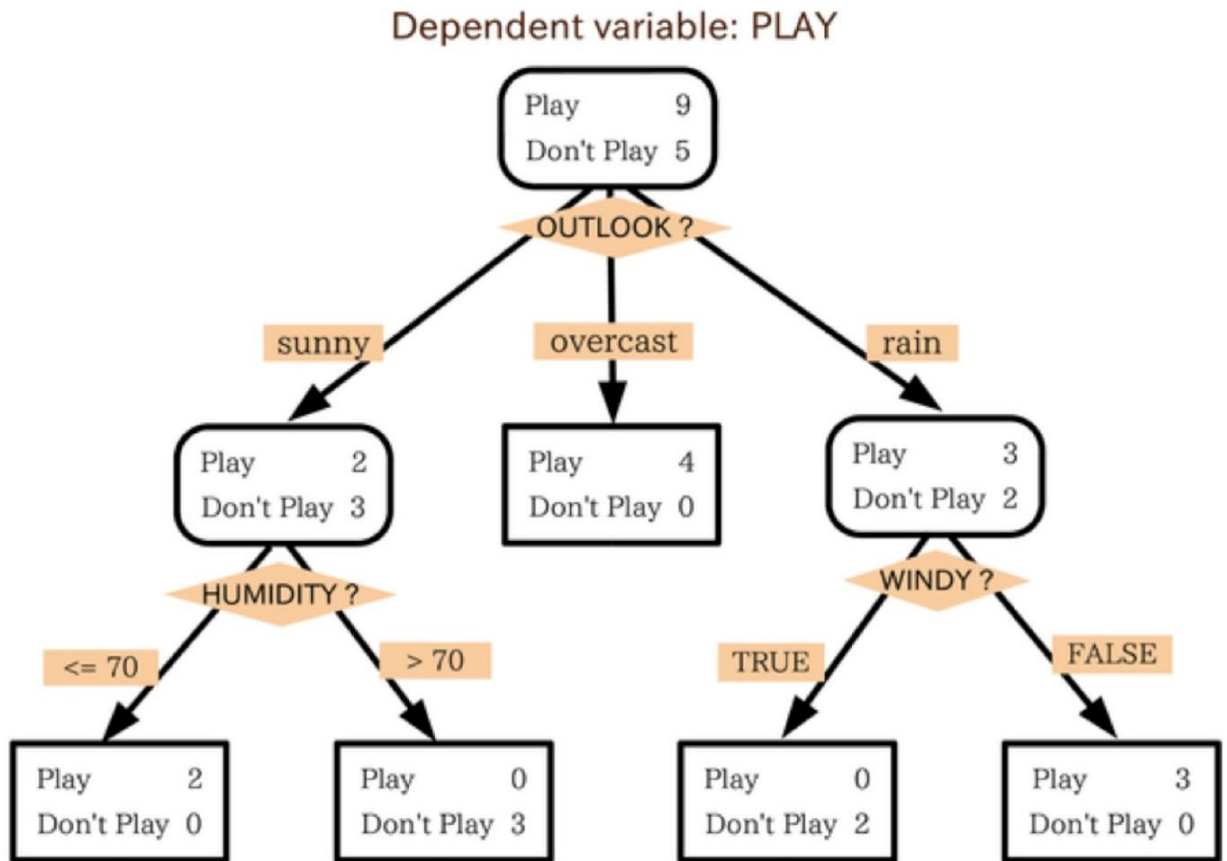 Dependent variable: PLAY
Play 9
Don't Play 5
OUTLOOK ?
sunny
overcast
rain
Play 2
Don't Play 3
Play 4
Don't Play 0
Play 3
Don't Play 2
HUMIDITY ?
WINDY ?
<= 70
> 70
TRUE
FALSE
Play 2
Don't Play 0
Play 0
Don't Play 3
Play 0
Don't Play 2
Play 3
Don't Play 0